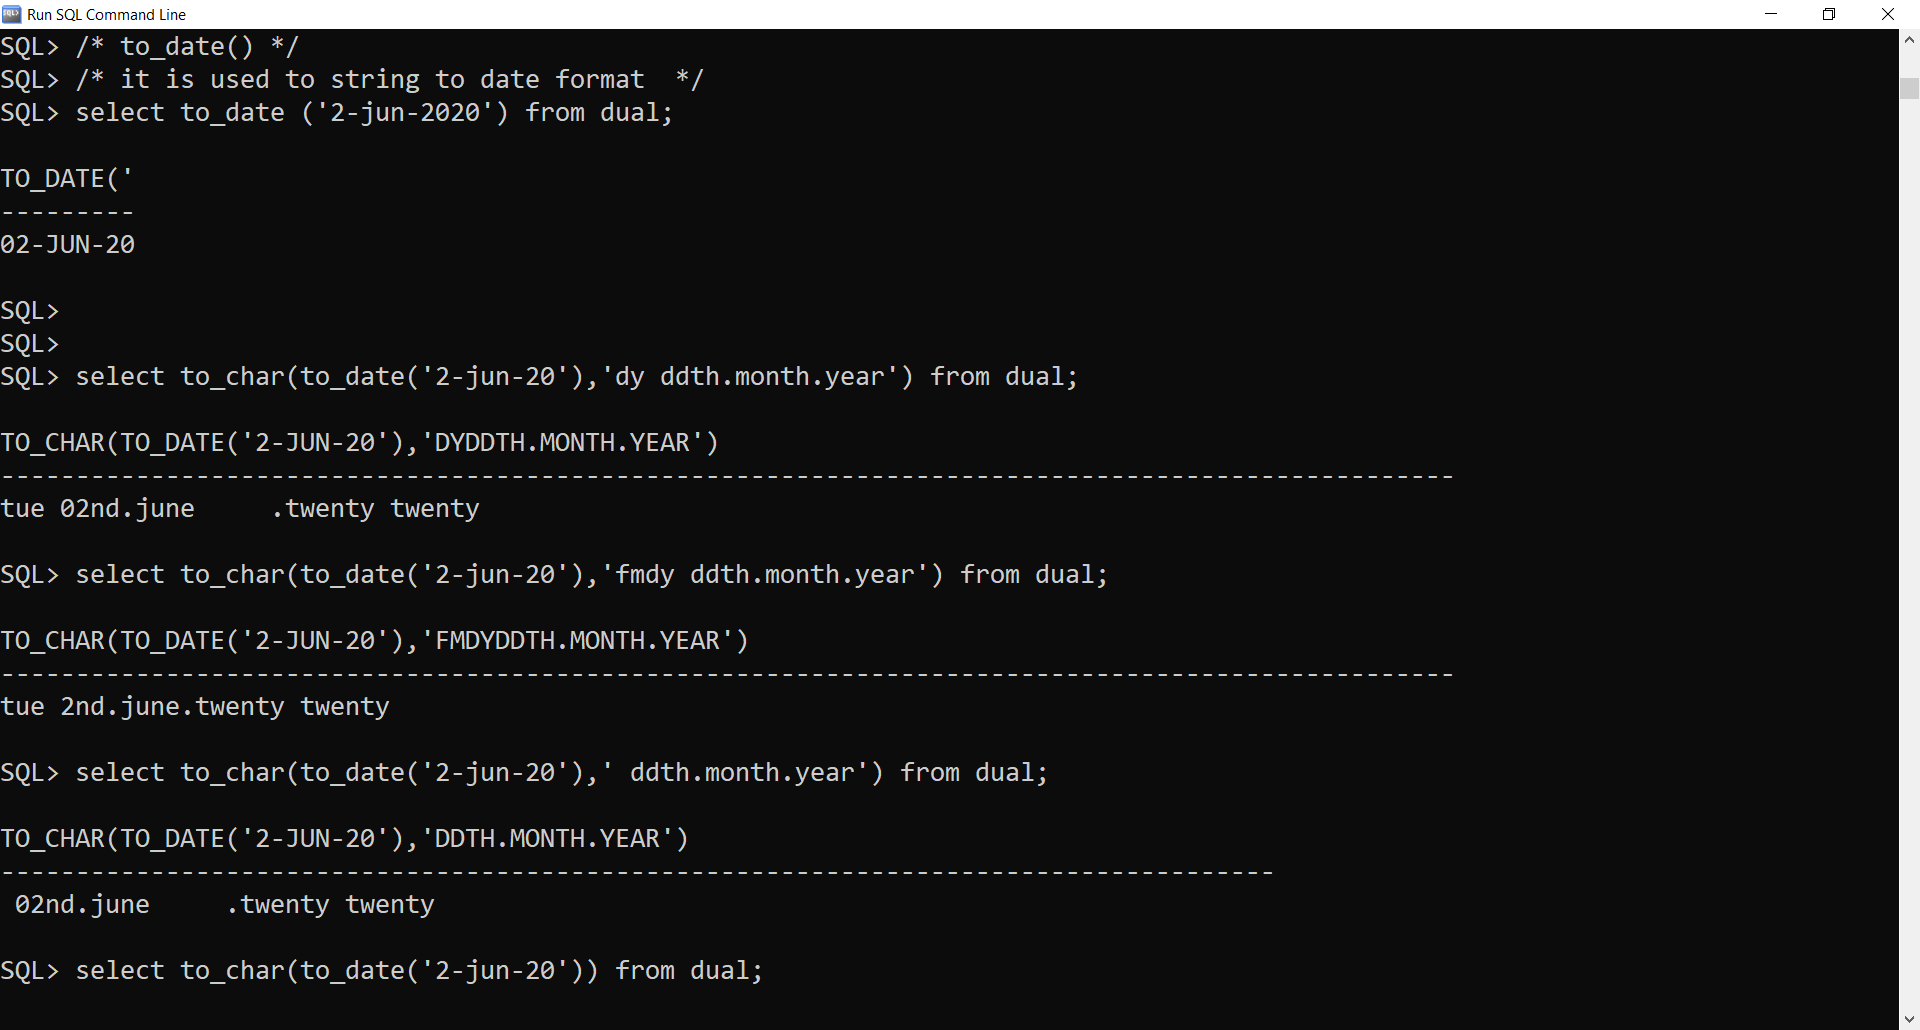 Run SQL Command Line
SQL> /* to_date() */
SQL> /* it is used to string to date format  */
SQL> select to_date ('2-jun-2020') from dual;
TO_DATE('
---------
02-JUN-20
SQL>
SQL>
SQL> select to_char(to_date('2-jun-20'),'dy ddth.month.year') from dual;
TO_CHAR(TO_DATE('2-JUN-20'),'DYDDTH.MONTH.YEAR')
-------------------------------------------------------------------------------------------------
tue 02nd.june     .twenty twenty
SQL> select to_char(to_date('2-jun-20'),'fmdy ddth.month.year') from dual;
TO_CHAR(TO_DATE('2-JUN-20'),'FMDYDDTH.MONTH.YEAR')
-------------------------------------------------------------------------------------------------
tue 2nd.june.twenty twenty
SQL> select to_char(to_date('2-jun-20'),' ddth.month.year') from dual;
TO_CHAR(TO_DATE('2-JUN-20'),'DDTH.MONTH.YEAR')
-------------------------------------------------------------------------------------
 02nd.june     .twenty twenty
SQL> select to_char(to_date('2-jun-20')) from dual;